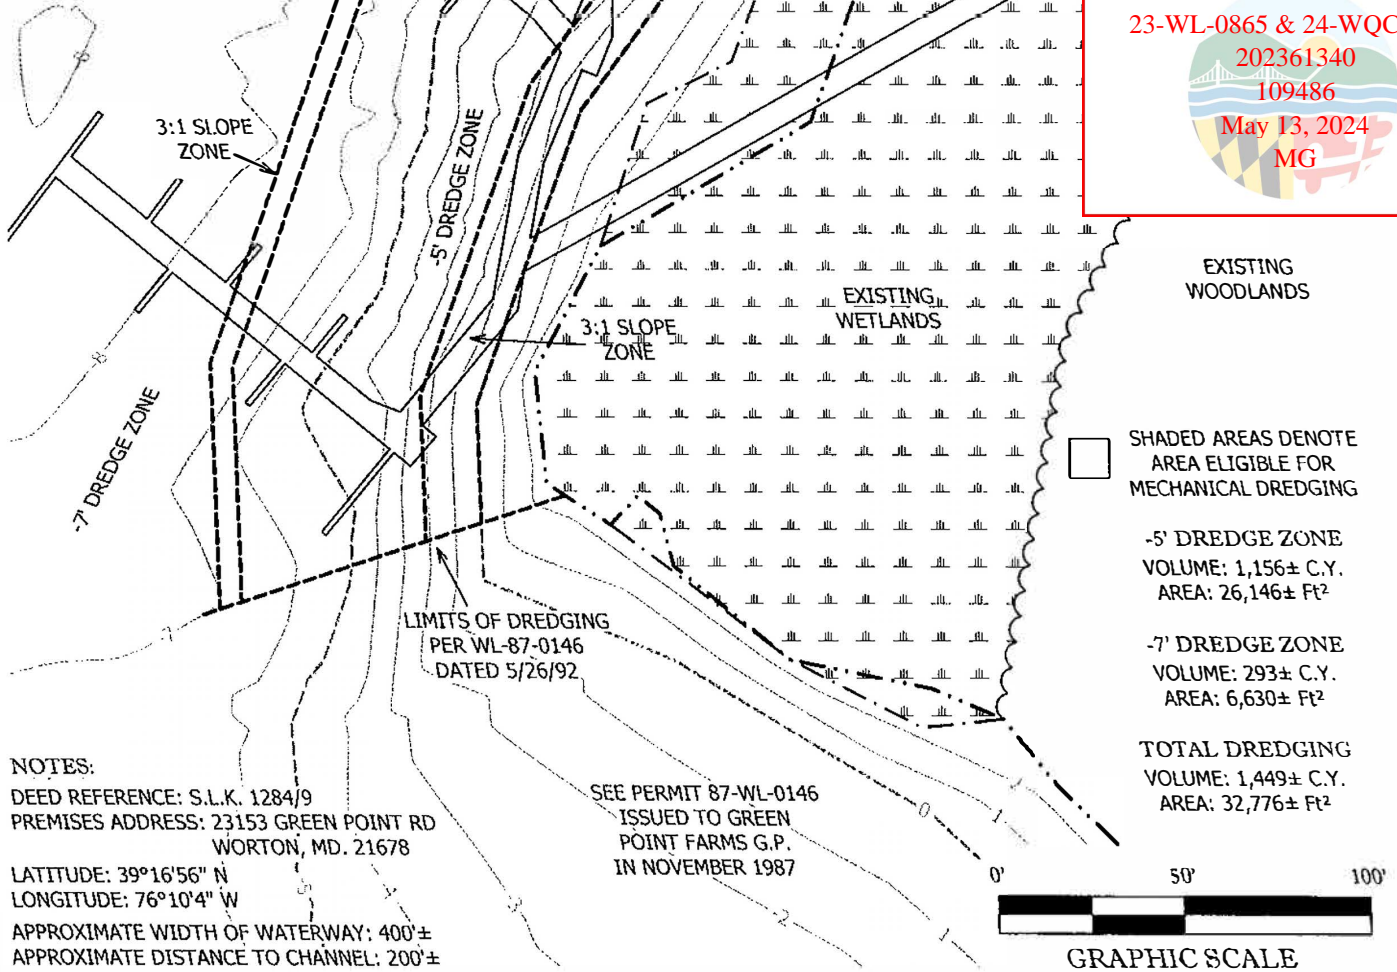 23-WL-0865 & 24-WQC
202361340
109486
May 13, 2024
MG
3:1 SLOPE
ZONE
-5' DREDGE ZONE
EXISTING
WOODLANDS
EXISTING
WETLANDS
3:1 SLOPE
ZONE
8
-7' DREDGE ZONE
SHADED AREAS DENOTE
AREA ELIGIBLE FOR
MECHANICAL DREDGING
-5' DREDGE ZONE
VOLUME: 1,156± C.Y.
AREA: 26,146± Ft²
LIMITS OF DREDGING
PER WL-87-0146
DATED 5/26/92
-7' DREDGE ZONE
VOLUME: 293± C.Y.
AREA: 6,630± Ft²
TOTAL DREDGING
VOLUME: 1,449± C.Y.
AREA: 32,776± Ft²
NOTES:
DEED REFERENCE: S.L.K. 1284/9
PREMISES ADDRESS: 23153 GREEN POINT RD
WORTON, MD. 21678
LATITUDE: 39°16'56" N
LONGITUDE: 76°10'4" W
APPROXIMATE WIDTH OF WATERWAY: 400'±
APPROXIMATE DISTANCE TO CHANNEL: 200'±
SEE PERMIT 87-WL-0146
ISSUED TO GREEN
POINT FARMS G.P.
IN NOVEMBER 1987
0
1
-2
-3
1
0' 50' 100'
GRAPHIC SCALE